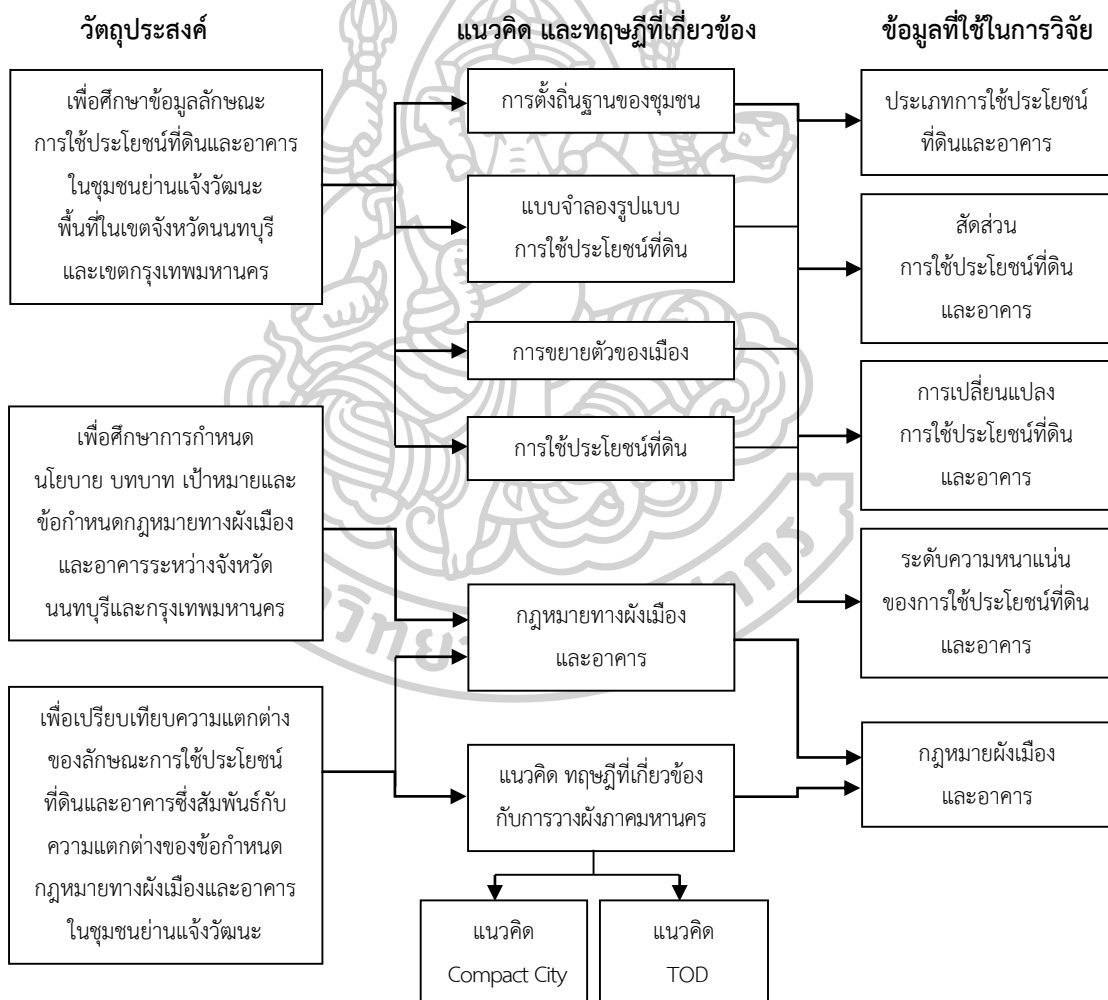 วัตถุประสงค์
เพื่อศึกษาข้อมูลลักษณะ
การใช้ประโยชน์ที่ดินและอาคาร
ในชุมชนย่านแจ้งวัฒนะ
พื้นที่ในเขตจังหวัดนนทบุรี
และเขตกรุงเทพมหานคร
เพื่อศึกษาการกำหนด
นโยบาย บทบาท เป้าหมายและ
ข้อกำหนดกฎหมายทางผังเมือง
และอาคารระหว่างจังหวัด
นนทบุรีและกรุงเทพมหานคร
เพื่อเปรียบเทียบความแตกต่าง
ของลักษณะการใช้ประโยชน์
ที่ดินและอาคารซึ่งสัมพันธ์กับ
ความแตกต่างของข้อกำหนด
กฎหมายทางผังเมืองและอาคาร
ในชุมชนย่านแจ้งวัฒนะ
แนวคิด และทฤษฏีที่เกี่ยวข้อง
การตั้งถิ่นฐานของชุมชน
แบบจำลองรูปแบบ
การใช้ประโยชน์ที่ดิน
การขยายตัวของเมือง
การใช้ประโยชน์ที่ดิน
กฎหมายทางผังเมือง
และอาคาร
แนวคิด ทฤษฎีที่เกี่ยวข้อง
กับการวางผังภาคมหานคร
แนวคิด
Compact City
แนวคิด
TOD
ข้อมูลที่ใช้ในการวิจัย
ประเภทการใช้ประโยชน์
ที่ดินและอาคาร
สัดส่วน
การใช้ประโยชน์ที่ดิน
และอาคาร
การเปลี่ยนแปลง
การใช้ประโยชน์ที่ดิน
และอาคาร
ระดับความหนาแน่น
ของการใช้ประโยชน์ที่ดิน
และอาคาร
กฎหมายผังเมือง
และอาคาร